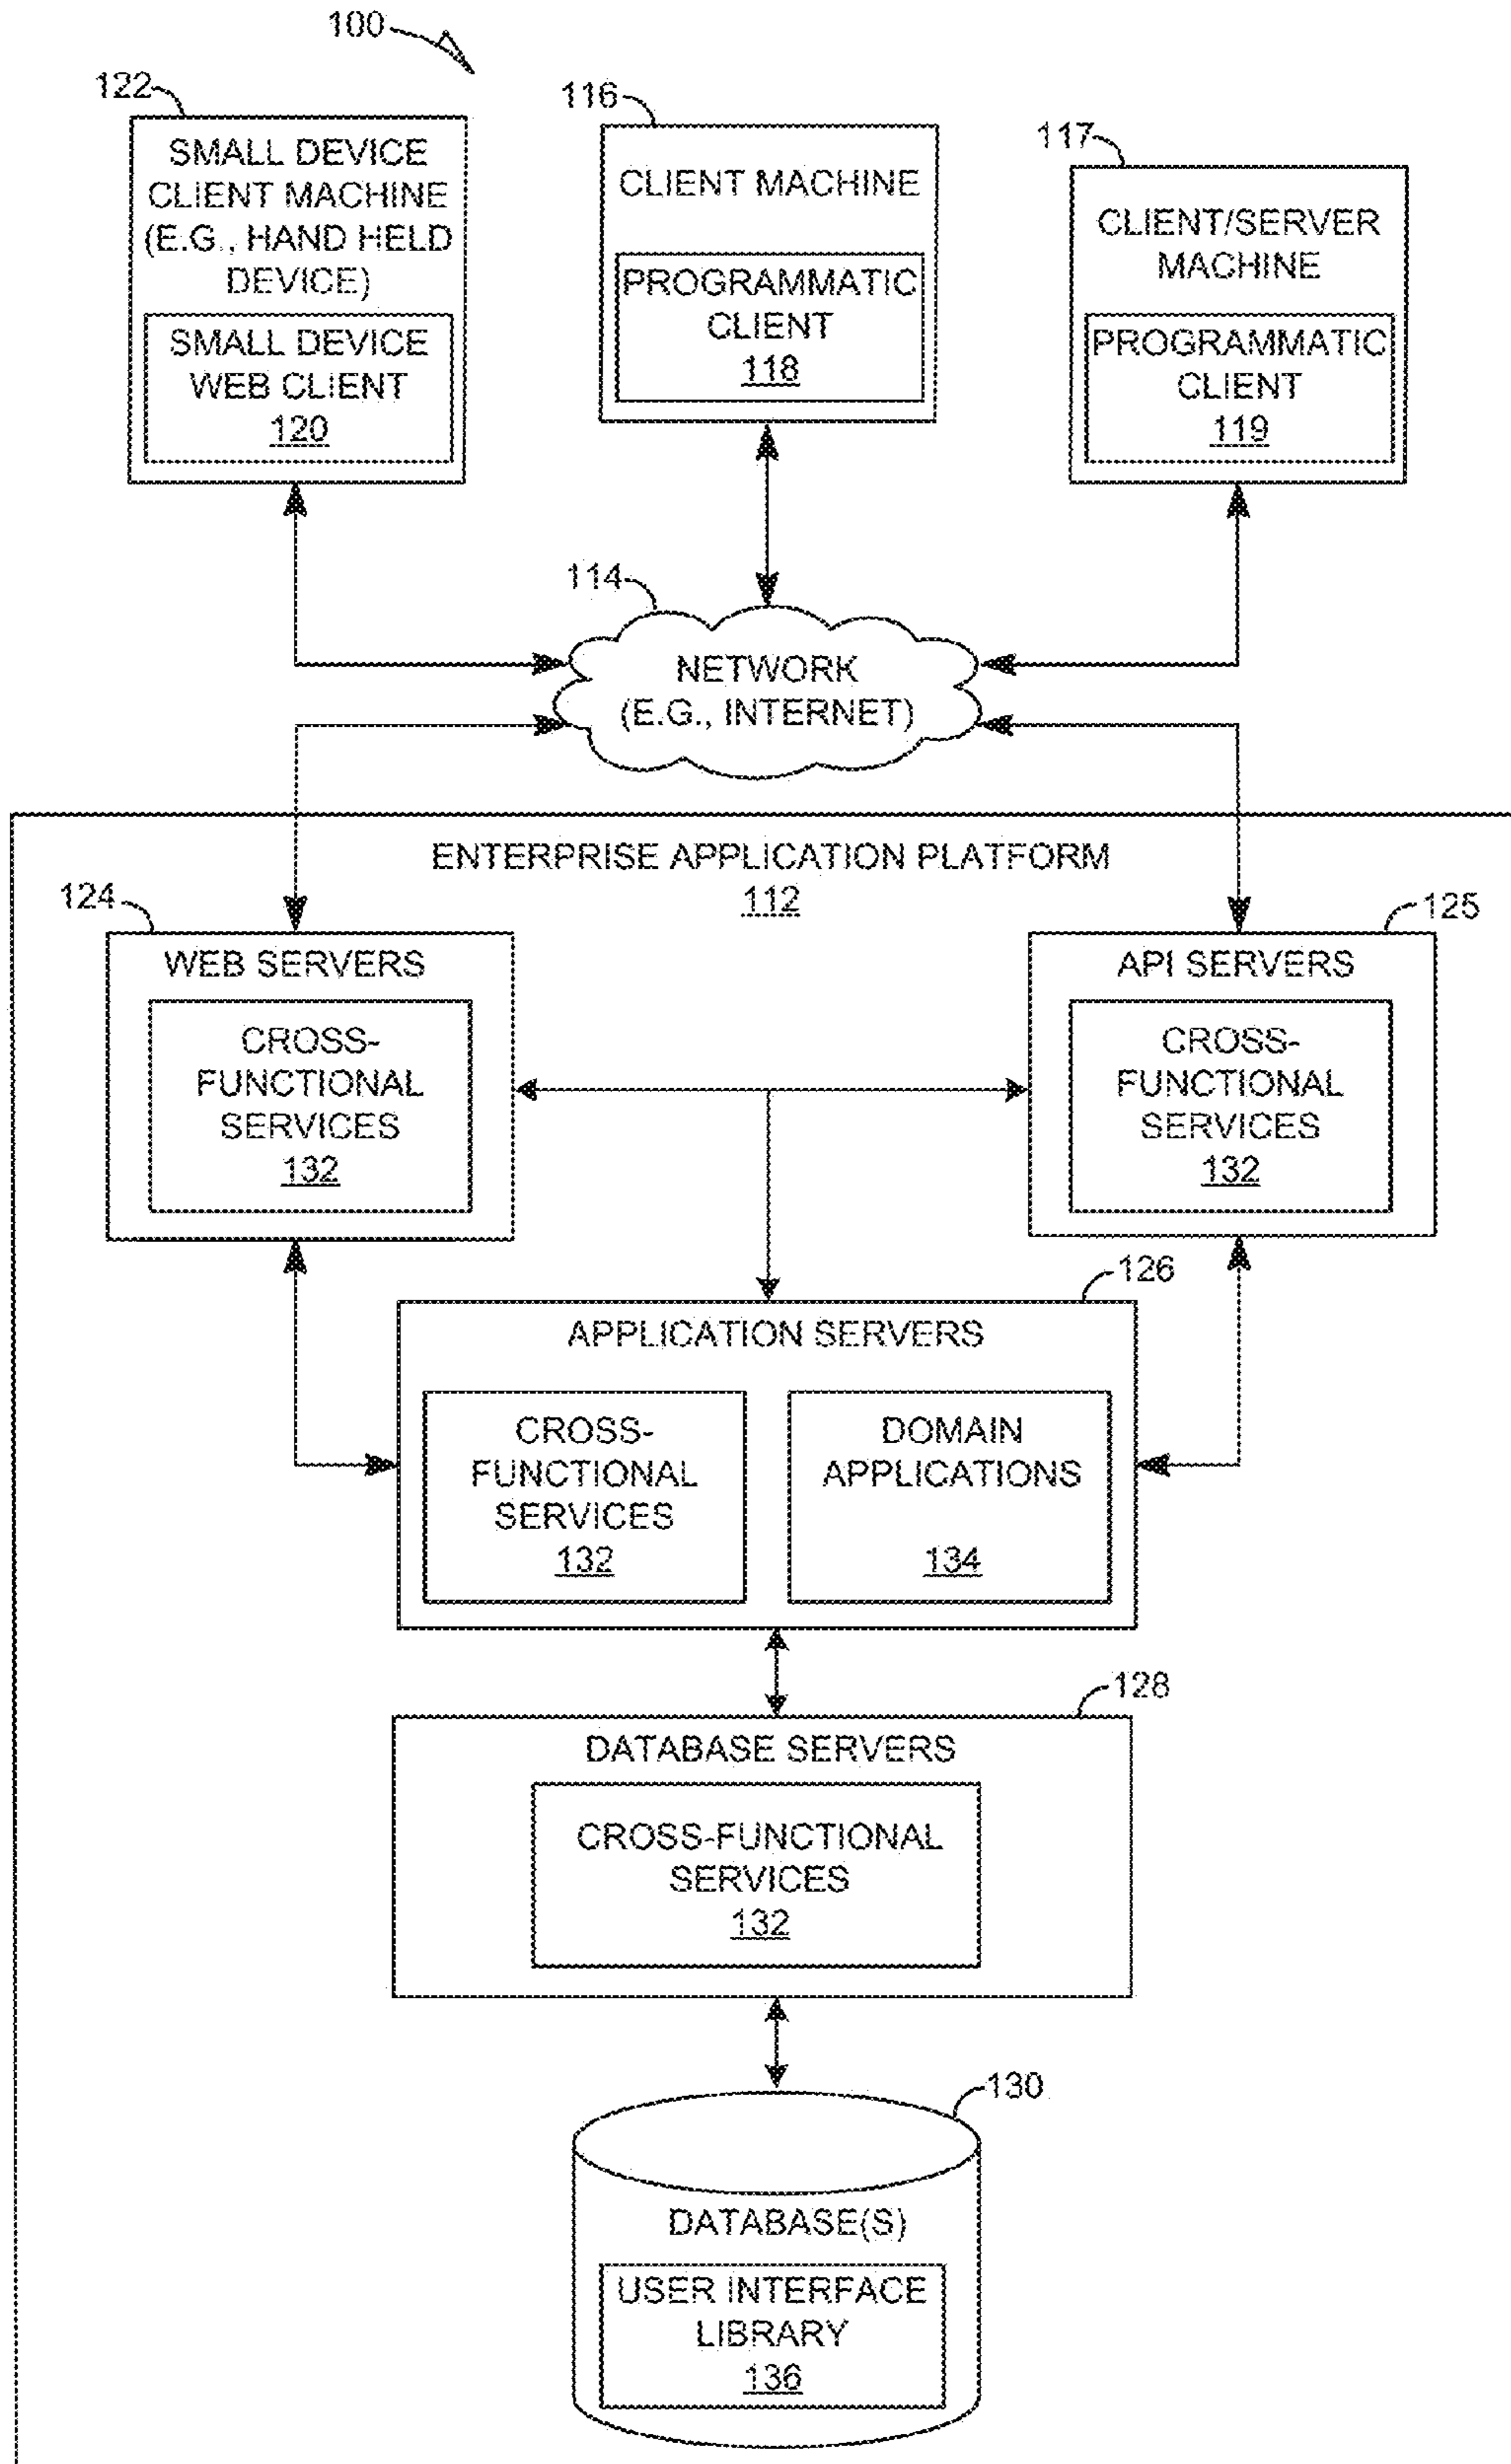 100
122
SMALL DEVICE
CLIENT MACHINE
(E.G., HAND HELD
DEVICE)
SMALL DEVICE
WEB CLIENT
120
116
CLIENT MACHINE
PROGRAMMATIC
CLIENT
118
117
CLIENT/SERVER
MACHINE
PROGRAMMATIC
CLIENT
119
114
NETWORK
(E.G., INTERNET)
ENTERPRISE APPLICATION PLATFORM
112
124
WEB SERVERS
CROSS-
FUNCTIONAL
SERVICES
132
125
API SERVERS
CROSS-
FUNCTIONAL
SERVICES
132
126
APPLICATION SERVERS
CROSS-
FUNCTIONAL
SERVICES
132
DOMAIN
APPLICATIONS
134
128
DATABASE SERVERS
CROSS-FUNCTIONAL
SERVICES
132
130
DATABASE(S)
USER INTERFACE
LIBRARY
136